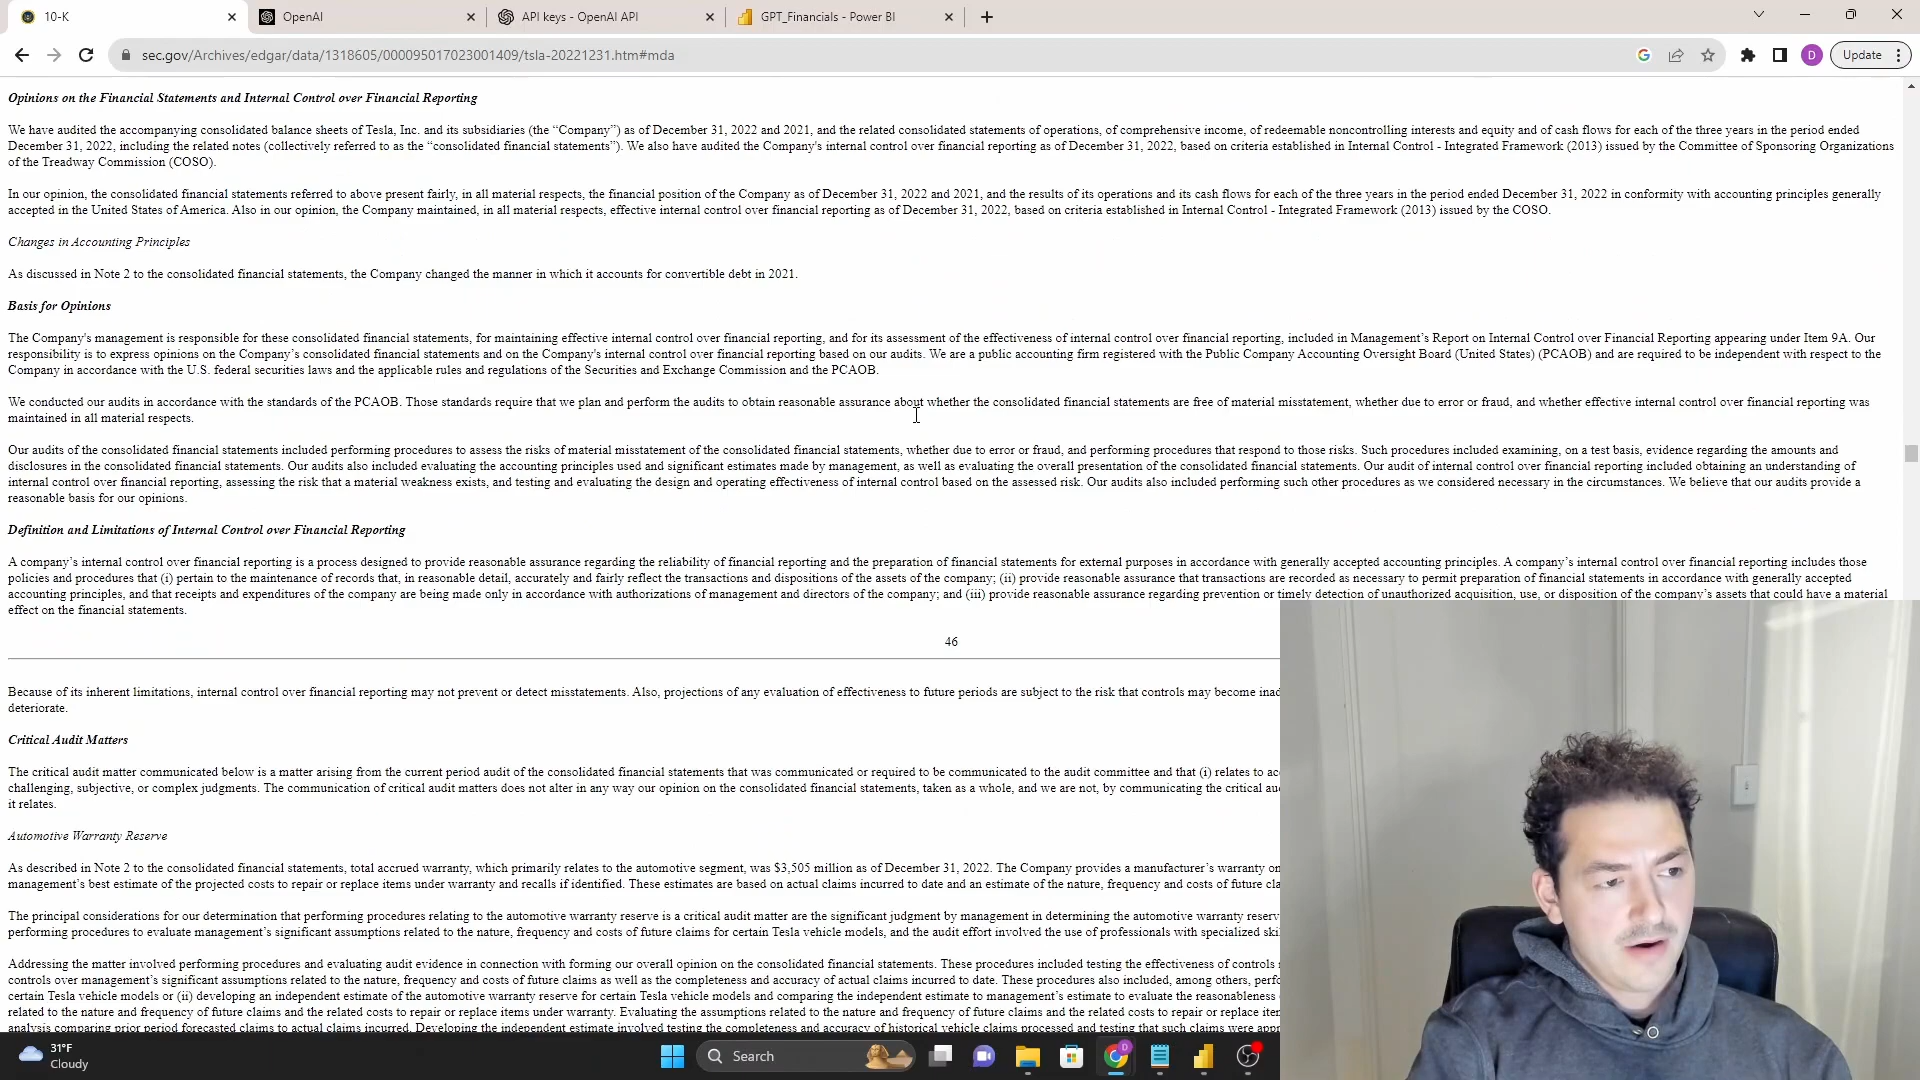 10-K
OpenAI
API keys - OpenAI API
GPT_Financials - Power BI
sec.gov/Archives/edgar/data/1318605/000095017023001409/tsla-20221231.htm#mda
D
Update
Opinions on the Financial Statements and Internal Control over Financial Reporting
We have audited the accompanying consolidated balance sheets of Tesla, Inc. and its subsidiaries (the “Company”) as of December 31, 2022 and 2021, and the related consolidated statements of operations, of comprehensive income, of redeemable noncontrolling interests and equity and of cash flows for each of the three years in the period ended
December 31, 2022, including the related notes (collectively referred to as the “consolidated financial statements”). We also have audited the Company's internal control over financial reporting as of December 31, 2022, based on criteria established in Internal Control - Integrated Framework (2013) issued by the Committee of Sponsoring Organizations
of the Treadway Commission (COSO).
In our opinion, the consolidated financial statements referred to above present fairly, in all material respects, the financial position of the Company as of December 31, 2022 and 2021, and the results of its operations and its cash flows for each of the three years in the period ended December 31, 2022 in conformity with accounting principles generally
accepted in the United States of America. Also in our opinion, the Company maintained, in all material respects, effective internal control over financial reporting as of December 31, 2022, based on criteria established in Internal Control - Integrated Framework (2013) issued by the COSO.
Changes in Accounting Principles
As discussed in Note 2 to the consolidated financial statements, the Company changed the manner in which it accounts for convertible debt in 2021.
Basis for Opinions
The Company's management is responsible for these consolidated financial statements, for maintaining effective internal control over financial reporting, and for its assessment of the effectiveness of internal control over financial reporting, included in Management’s Report on Internal Control over Financial Reporting appearing under Item 9A. Our
responsibility is to express opinions on the Company’s consolidated financial statements and on the Company's internal control over financial reporting based on our audits. We are a public accounting firm registered with the Public Company Accounting Oversight Board (United States) (PCAOB) and are required to be independent with respect to the
Company in accordance with the U.S. federal securities laws and the applicable rules and regulations of the Securities and Exchange Commission and the PCAOB.
We conducted our audits in accordance with the standards of the PCAOB. Those standards require that we plan and perform the audits to obtain reasonable assurance about whether the consolidated financial statements are free of material misstatement, whether due to error or fraud, and whether effective internal control over financial reporting was
maintained in all material respects.
Our audits of the consolidated financial statements included performing procedures to assess the risks of material misstatement of the consolidated financial statements, whether due to error or fraud, and performing procedures that respond to those risks. Such procedures included examining, on a test basis, evidence regarding the amounts and
disclosures in the consolidated financial statements. Our audits also included evaluating the accounting principles used and significant estimates made by management, as well as evaluating the overall presentation of the consolidated financial statements. Our audit of internal control over financial reporting included obtaining an understanding of
internal control over financial reporting, assessing the risk that a material weakness exists, and testing and evaluating the design and operating effectiveness of internal control based on the assessed risk. Our audits also included performing such other procedures as we considered necessary in the circumstances. We believe that our audits provide a
reasonable basis for our opinions.
Definition and Limitations of Internal Control over Financial Reporting
A company’s internal control over financial reporting is a process designed to provide reasonable assurance regarding the reliability of financial reporting and the preparation of financial statements for external purposes in accordance with generally accepted accounting principles. A company’s internal control over financial reporting includes those
policies and procedures that (i) pertain to the maintenance of records that, in reasonable detail, accurately and fairly reflect the transactions and dispositions of the assets of the company; (ii) provide reasonable assurance that transactions are recorded as necessary to permit preparation of financial statements in accordance with generally accepted
accounting principles, and that receipts and expenditures of the company are being made only in accordance with authorizations of management and directors of the company; and (iii) provide reasonable assurance regarding prevention or timely detection of unauthorized acquisition, use, or disposition of the company’s assets that could have a material
effect on the financial statements.
46
Because of its inherent limitations, internal control over financial reporting may not prevent or detect misstatements. Also, projections of any evaluation of effectiveness to future periods are subject to the risk that controls may become inad
deteriorate.
Critical Audit Matters
The critical audit matter communicated below is a matter arising from the current period audit of the consolidated financial statements that was communicated or required to be communicated to the audit committee and that (i) relates to ac
challenging, subjective, or complex judgments. The communication of critical audit matters does not alter in any way our opinion on the consolidated financial statements, taken as a whole, and we are not, by communicating the critical au
it relates.
Automotive Warranty Reserve
As described in Note 2 to the consolidated financial statements, total accrued warranty, which primarily relates to the automotive segment, was $3,505 million as of December 31, 2022. The Company provides a manufacturer’s warranty on
management’s best estimate of the projected costs to repair or replace items under warranty and recalls if identified. These estimates are based on actual claims incurred to date and an estimate of the nature, frequency and costs of future cla
The principal considerations for our determination that performing procedures relating to the automotive warranty reserve is a critical audit matter are the significant judgment by management in determining the automotive warranty reserv
performing procedures to evaluate management’s significant assumptions related to the nature, frequency and costs of future claims for certain Tesla vehicle models, and the audit effort involved the use of professionals with specialized ski
Addressing the matter involved performing procedures and evaluating audit evidence in connection with forming our overall opinion on the consolidated financial statements. These procedures included testing the effectiveness of controls
controls over management’s significant assumptions related to the nature, frequency and costs of future claims as well as the completeness and accuracy of actual claims incurred to date. These procedures also included, among others, perf
certain Tesla vehicle models or (ii) developing an independent estimate of the automotive warranty reserve for certain Tesla vehicle models and comparing the independent estimate to management’s estimate to evaluate the reasonableness
related to the nature and frequency of future claims and the related costs to repair or replace items under warranty. Evaluating the assumptions related to the nature and frequency of future claims and the related costs to repair or replace iten
analysis comparing prior period forecasted claims to actual claims incurred. Developing the independent estimate involved testing the completeness and accuracy of historical vehicle claims processed and testing that such claims were appr
31°F
Cloudy
Search
D